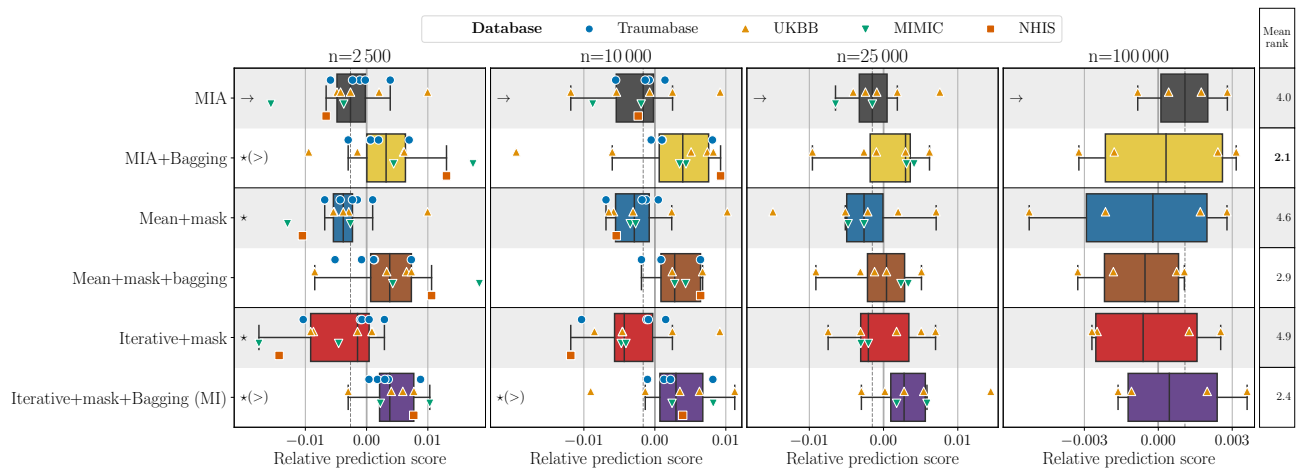 Database Traumabase UKBB MIMIC NHIS
Mean rank
n=2 500 n=10 000 n=25 000 n=100 000
MIA → → → → 4.0
MIA+Bagging ⋆(>) 2.1
Mean+mask ⋆ 4.6
Mean+mask+bagging 2.9
Iterative+mask ⋆ 4.9
Iterative+mask+Bagging (MI) ⋆(>) ⋆(>) 2.4
−0.01 0.00 0.01 −0.01 0.00 0.01 −0.01 0.00 0.01 −0.003 0.000 0.003
Relative prediction score Relative prediction score Relative prediction score Relative prediction score